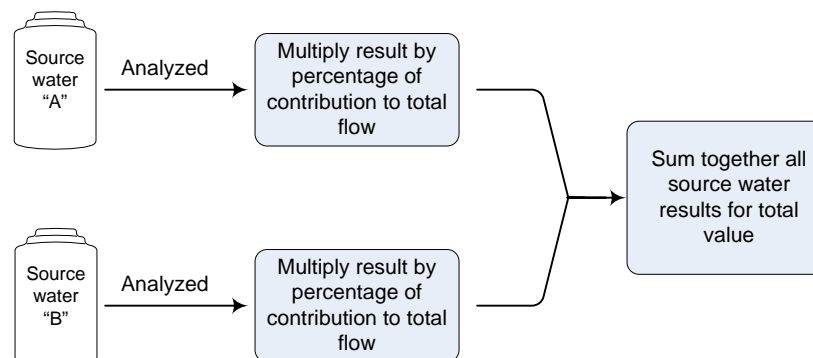 Source
water
“A”
Analyzed
Multiply result by
percentage of
contribution to total
flow
Sum together all
source water
results for total
value
Source
water
“B”
Analyzed
Multiply result by
percentage of
contribution to total
flow